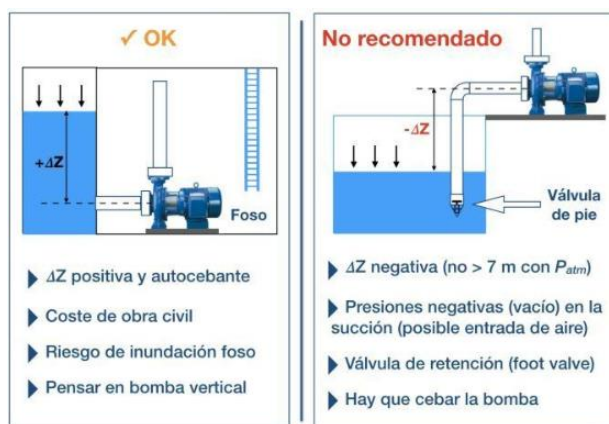 ✓ OK
+ΔZ
Foso
▶ ΔZ positiva y autocebante
▶ Coste de obra civil
▶ Riesgo de inundación foso
▶ Pensar en bomba vertical
No recomendado
-ΔZ
Válvula
de pie
▶ ΔZ negativa (no > 7 m con Patm)
▶ Presiones negativas (vacío) en la
succión (posible entrada de aire)
▶ Válvula de retención (foot valve)
▶ Hay que cebar la bomba